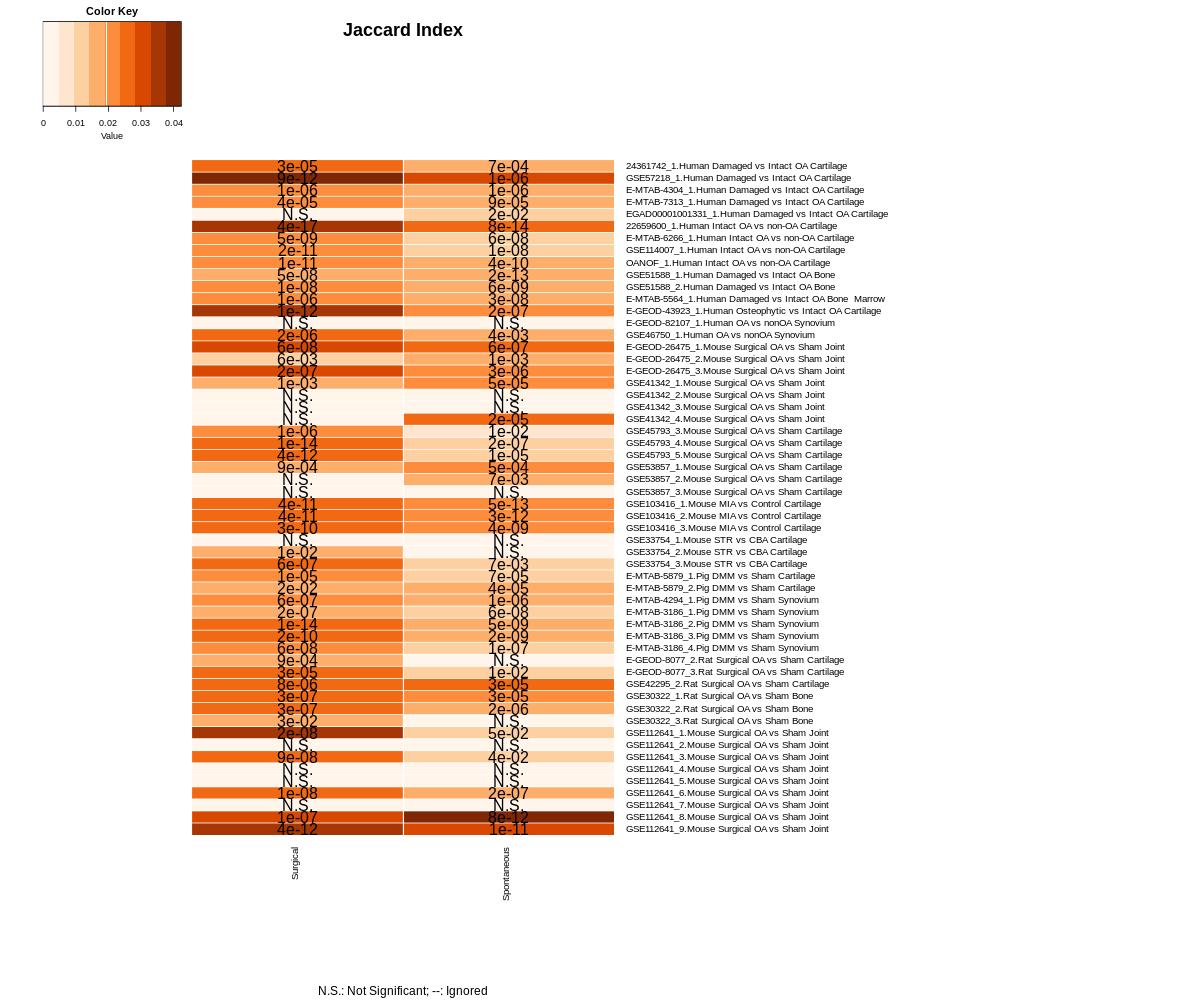 Color Key
Jaccard Index
0 0.01 0.02 0.03 0.04
Value
3e-05 7e-04 24361742_1.Human Damaged vs Intact OA Cartilage
9e-12 1e-06 GSE57218_1.Human Damaged vs Intact OA Cartilage
1e-06 1e-06 E-MTAB-4304_1.Human Damaged vs Intact OA Cartilage
4e-05 9e-05 E-MTAB-7313_1.Human Damaged vs Intact OA Cartilage
N.S. 2e-02 EGAD00001001331_1.Human Damaged vs Intact OA Cartilage
4e-17 8e-14 22659600_1.Human Intact OA vs non-OA Cartilage
5e-09 6e-08 E-MTAB-6266_1.Human Intact OA vs non-OA Cartilage
2e-11 1e-08 GSE114007_1.Human Intact OA vs non-OA Cartilage
1e-11 4e-10 OANOF_1.Human Intact OA vs non-OA Cartilage
5e-08 2e-13 GSE51588_1.Human Damaged vs Intact OA Bone
1e-08 6e-09 GSE51588_2.Human Damaged vs Intact OA Bone
1e-06 3e-08 E-MTAB-5564_1.Human Damaged vs Intact OA Bone Marrow
1e-12 2e-07 E-GEOD-43923_1.Human Osteophytic vs Intact OA Cartilage
N.S. N.S. E-GEOD-82107_1.Human OA vs nonOA Synovium
2e-06 4e-03 GSE46750_1.Human OA vs nonOA Synovium
6e-08 6e-07 E-GEOD-26475_1.Mouse Surgical OA vs Sham Joint
6e-03 1e-03 E-GEOD-26475_2.Mouse Surgical OA vs Sham Joint
2e-07 3e-06 E-GEOD-26475_3.Mouse Surgical OA vs Sham Joint
1e-03 5e-05 GSE41342_1.Mouse Surgical OA vs Sham Joint
N.S. N.S. GSE41342_2.Mouse Surgical OA vs Sham Joint
N.S. N.S. GSE41342_3.Mouse Surgical OA vs Sham Joint
N.S. 2e-05 GSE41342_4.Mouse Surgical OA vs Sham Joint
1e-06 1e-02 GSE45793_3.Mouse Surgical OA vs Sham Cartilage
1e-14 2e-07 GSE45793_4.Mouse Surgical OA vs Sham Cartilage
4e-12 1e-05 GSE45793_5.Mouse Surgical OA vs Sham Cartilage
9e-04 5e-04 GSE53857_1.Mouse Surgical OA vs Sham Cartilage
N.S. 7e-03 GSE53857_2.Mouse Surgical OA vs Sham Cartilage
N.S. N.S. GSE53857_3.Mouse Surgical OA vs Sham Cartilage
4e-11 5e-13 GSE103416_1.Mouse MIA vs Control Cartilage
4e-11 3e-12 GSE103416_2.Mouse MIA vs Control Cartilage
3e-10 4e-09 GSE103416_3.Mouse MIA vs Control Cartilage
N.S. N.S. GSE33754_1.Mouse STR vs CBA Cartilage
1e-02 N.S. GSE33754_2.Mouse STR vs CBA Cartilage
6e-07 7e-03 GSE33754_3.Mouse STR vs CBA Cartilage
1e-05 7e-05 E-MTAB-5879_1.Pig DMM vs Sham Cartilage
2e-02 4e-05 E-MTAB-5879_2.Pig DMM vs Sham Cartilage
6e-07 1e-06 E-MTAB-4294_1.Pig DMM vs Sham Synovium
2e-07 6e-08 E-MTAB-3186_1.Pig DMM vs Sham Synovium
1e-14 5e-09 E-MTAB-3186_2.Pig DMM vs Sham Synovium
2e-10 2e-09 E-MTAB-3186_3.Pig DMM vs Sham Synovium
6e-08 1e-07 E-MTAB-3186_4.Pig DMM vs Sham Synovium
9e-04 N.S. E-GEOD-8077_2.Rat Surgical OA vs Sham Cartilage
3e-05 1e-02 E-GEOD-8077_3.Rat Surgical OA vs Sham Cartilage
8e-06 3e-05 GSE42295_2.Rat Surgical OA vs Sham Cartilage
3e-07 3e-05 GSE30322_1.Rat Surgical OA vs Sham Bone
3e-07 2e-06 GSE30322_2.Rat Surgical OA vs Sham Bone
3e-02 N.S. GSE30322_3.Rat Surgical OA vs Sham Bone
2e-08 5e-02 GSE112641_1.Mouse Surgical OA vs Sham Joint
N.S. N.S. GSE112641_2.Mouse Surgical OA vs Sham Joint
9e-08 4e-02 GSE112641_3.Mouse Surgical OA vs Sham Joint
N.S. N.S. GSE112641_4.Mouse Surgical OA vs Sham Joint
N.S. N.S. GSE112641_5.Mouse Surgical OA vs Sham Joint
1e-08 2e-07 GSE112641_6.Mouse Surgical OA vs Sham Joint
N.S. N.S. GSE112641_7.Mouse Surgical OA vs Sham Joint
1e-07 8e-12 GSE112641_8.Mouse Surgical OA vs Sham Joint
4e-12 1e-11 GSE112641_9.Mouse Surgical OA vs Sham Joint
Surgical
Spontaneous
N.S.: Not Significant; --: Ignored